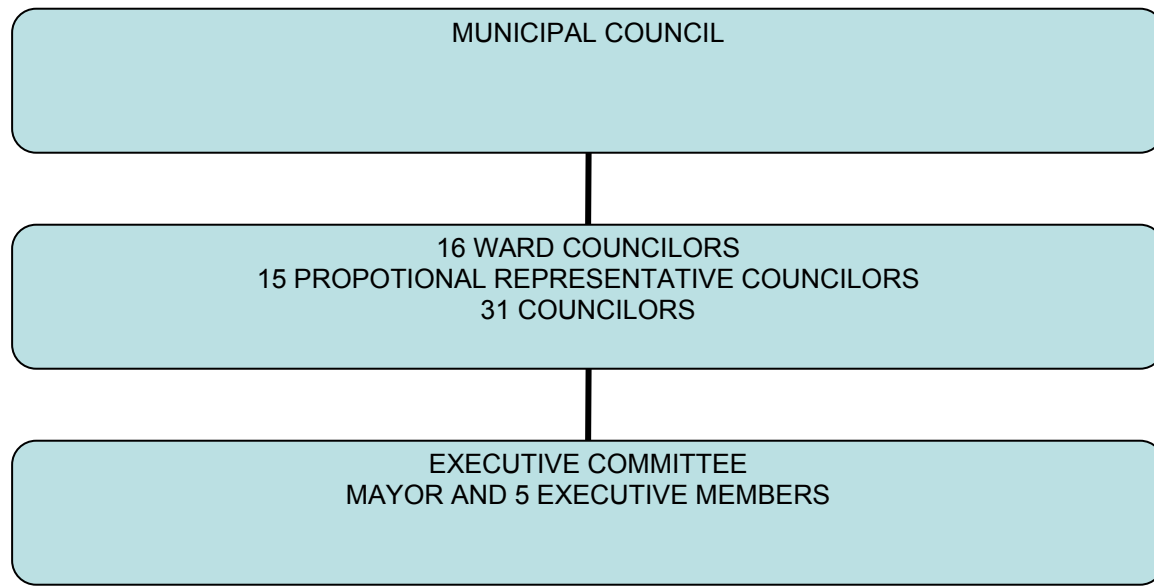 MUNICIPAL COUNCIL
16 WARD COUNCILORS
15 PROPOTIONAL REPRESENTATIVE COUNCILORS
31 COUNCILORS
EXECUTIVE COMMITTEE
MAYOR AND 5 EXECUTIVE MEMBERS